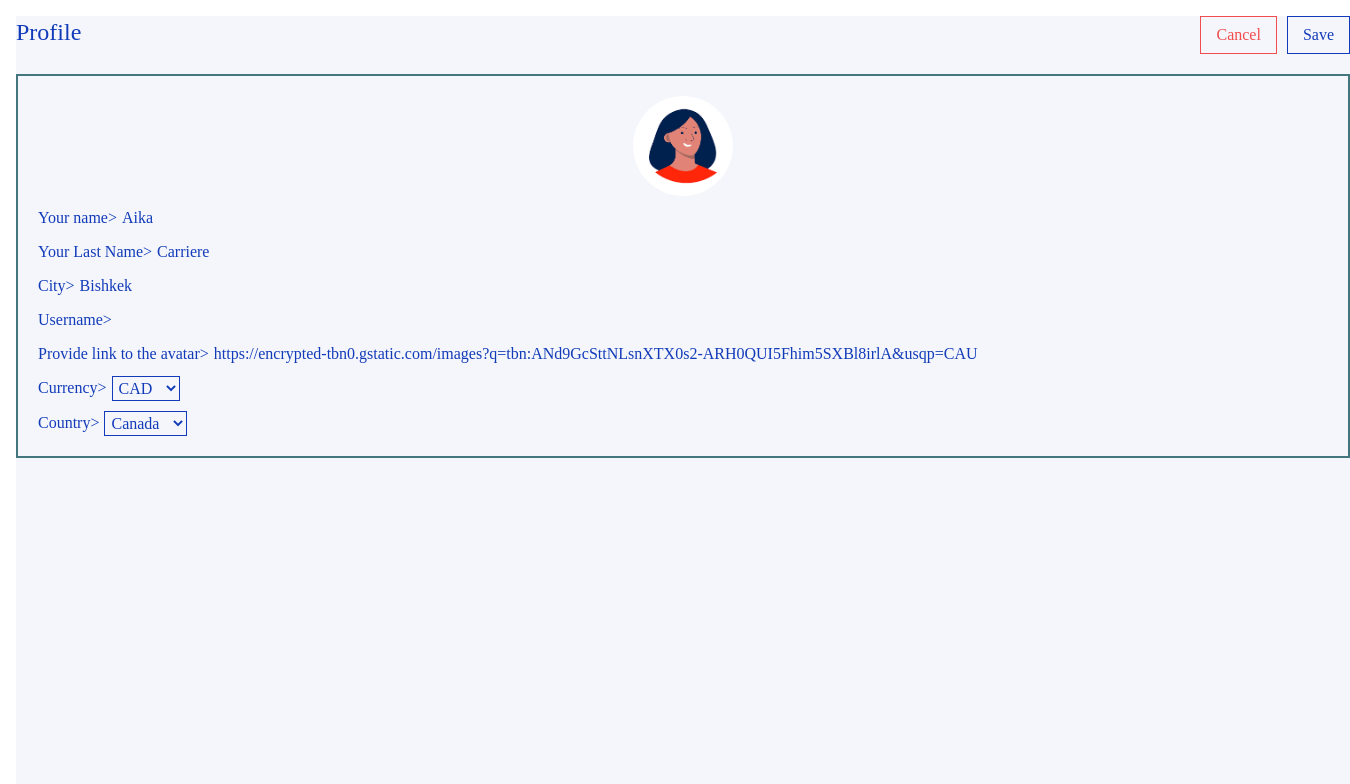 Profile
Cancel
Save
Your name> Aika
Your Last Name> Carriere
City> Bishkek
Username>
Provide link to the avatar> https://encrypted-tbn0.gstatic.com/images?q=tbn:ANd9GcSttNLsnXTX0s2-ARH0QUI5Fhim5SXBl8irlA&usqp=CAU
Currency> CAD
Country> Canada